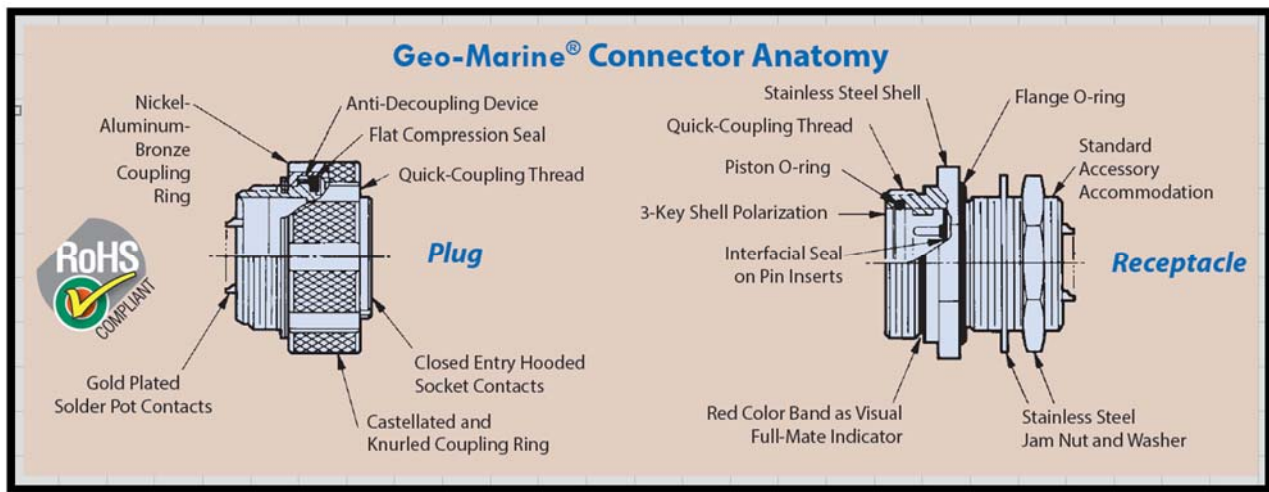 Geo-Marine® Connector Anatomy
Nickel-
Aluminum-
Bronze
Coupling
Ring
Anti-Decoupling Device
Flat Compression Seal
Quick-Coupling Thread
Plug
RoHS
COMPLIANT
Gold Plated
Solder Pot Contacts
Closed Entry Hooded
Socket Contacts
Castellated and
Knurled Coupling Ring
Stainless Steel Shell
Quick-Coupling Thread
Piston O-ring
3-Key Shell Polarization
Interfacial Seal
on Pin Inserts
Flange O-ring
Standard
Accessory
Accommodation
Receptacle
Red Color Band as Visual
Full-Mate Indicator
Stainless Steel
Jam Nut and Washer